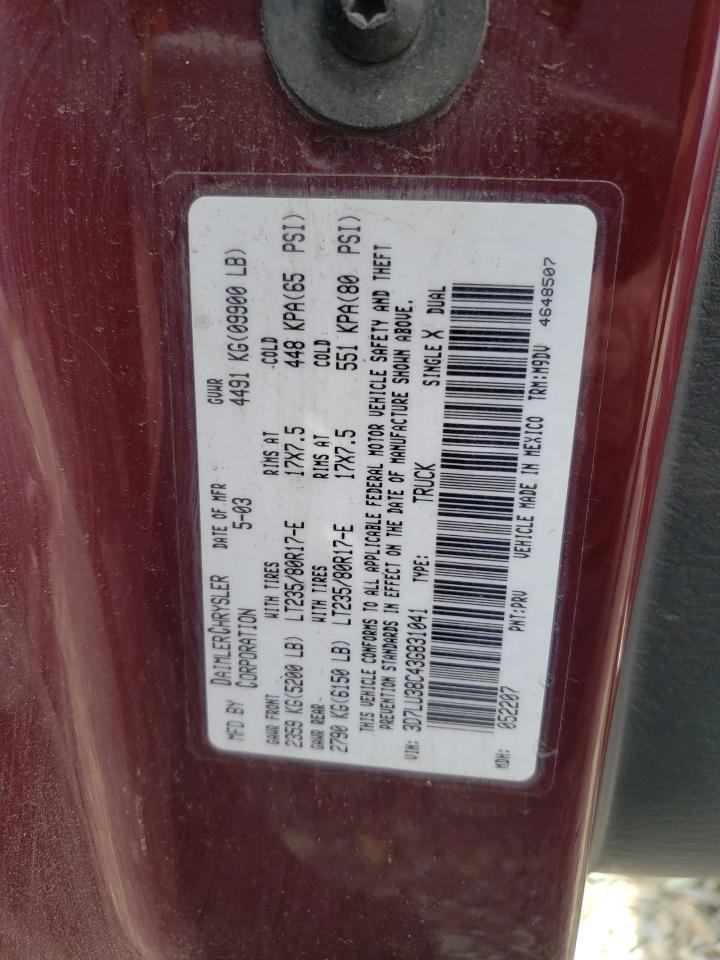 MFD BY DAIMLERCHRYSLER CORPORATION DATE OF MFR 5-03 GVWR 4491 KG(09900 LB)
GAWR FRONT WITH TIRES RIMS AT COLD
2359 KG(5200 LB) LT235/80R17-E 17X7.5 448 KPA(65 PSI)
GAWR REAR WITH TIRES RIMS AT COLD
2790 KG(6150 LB) LT235/80R17-E 17X7.5 551 KPA(80 PSI)
THIS VEHICLE CONFORMS TO ALL APPLICABLE FEDERAL MOTOR VEHICLE SAFETY AND THEFT
PREVENTION STANDARDS IN EFFECT ON THE DATE OF MANUFACTURE SHOWN ABOVE.
VIN: 3D7LU38C43G831041 TYPE: TRUCK SINGLE X DUAL
MDH: 052207 PNT:PRV VEHICLE MADE IN MEXICO TRM:M9DV 4648507